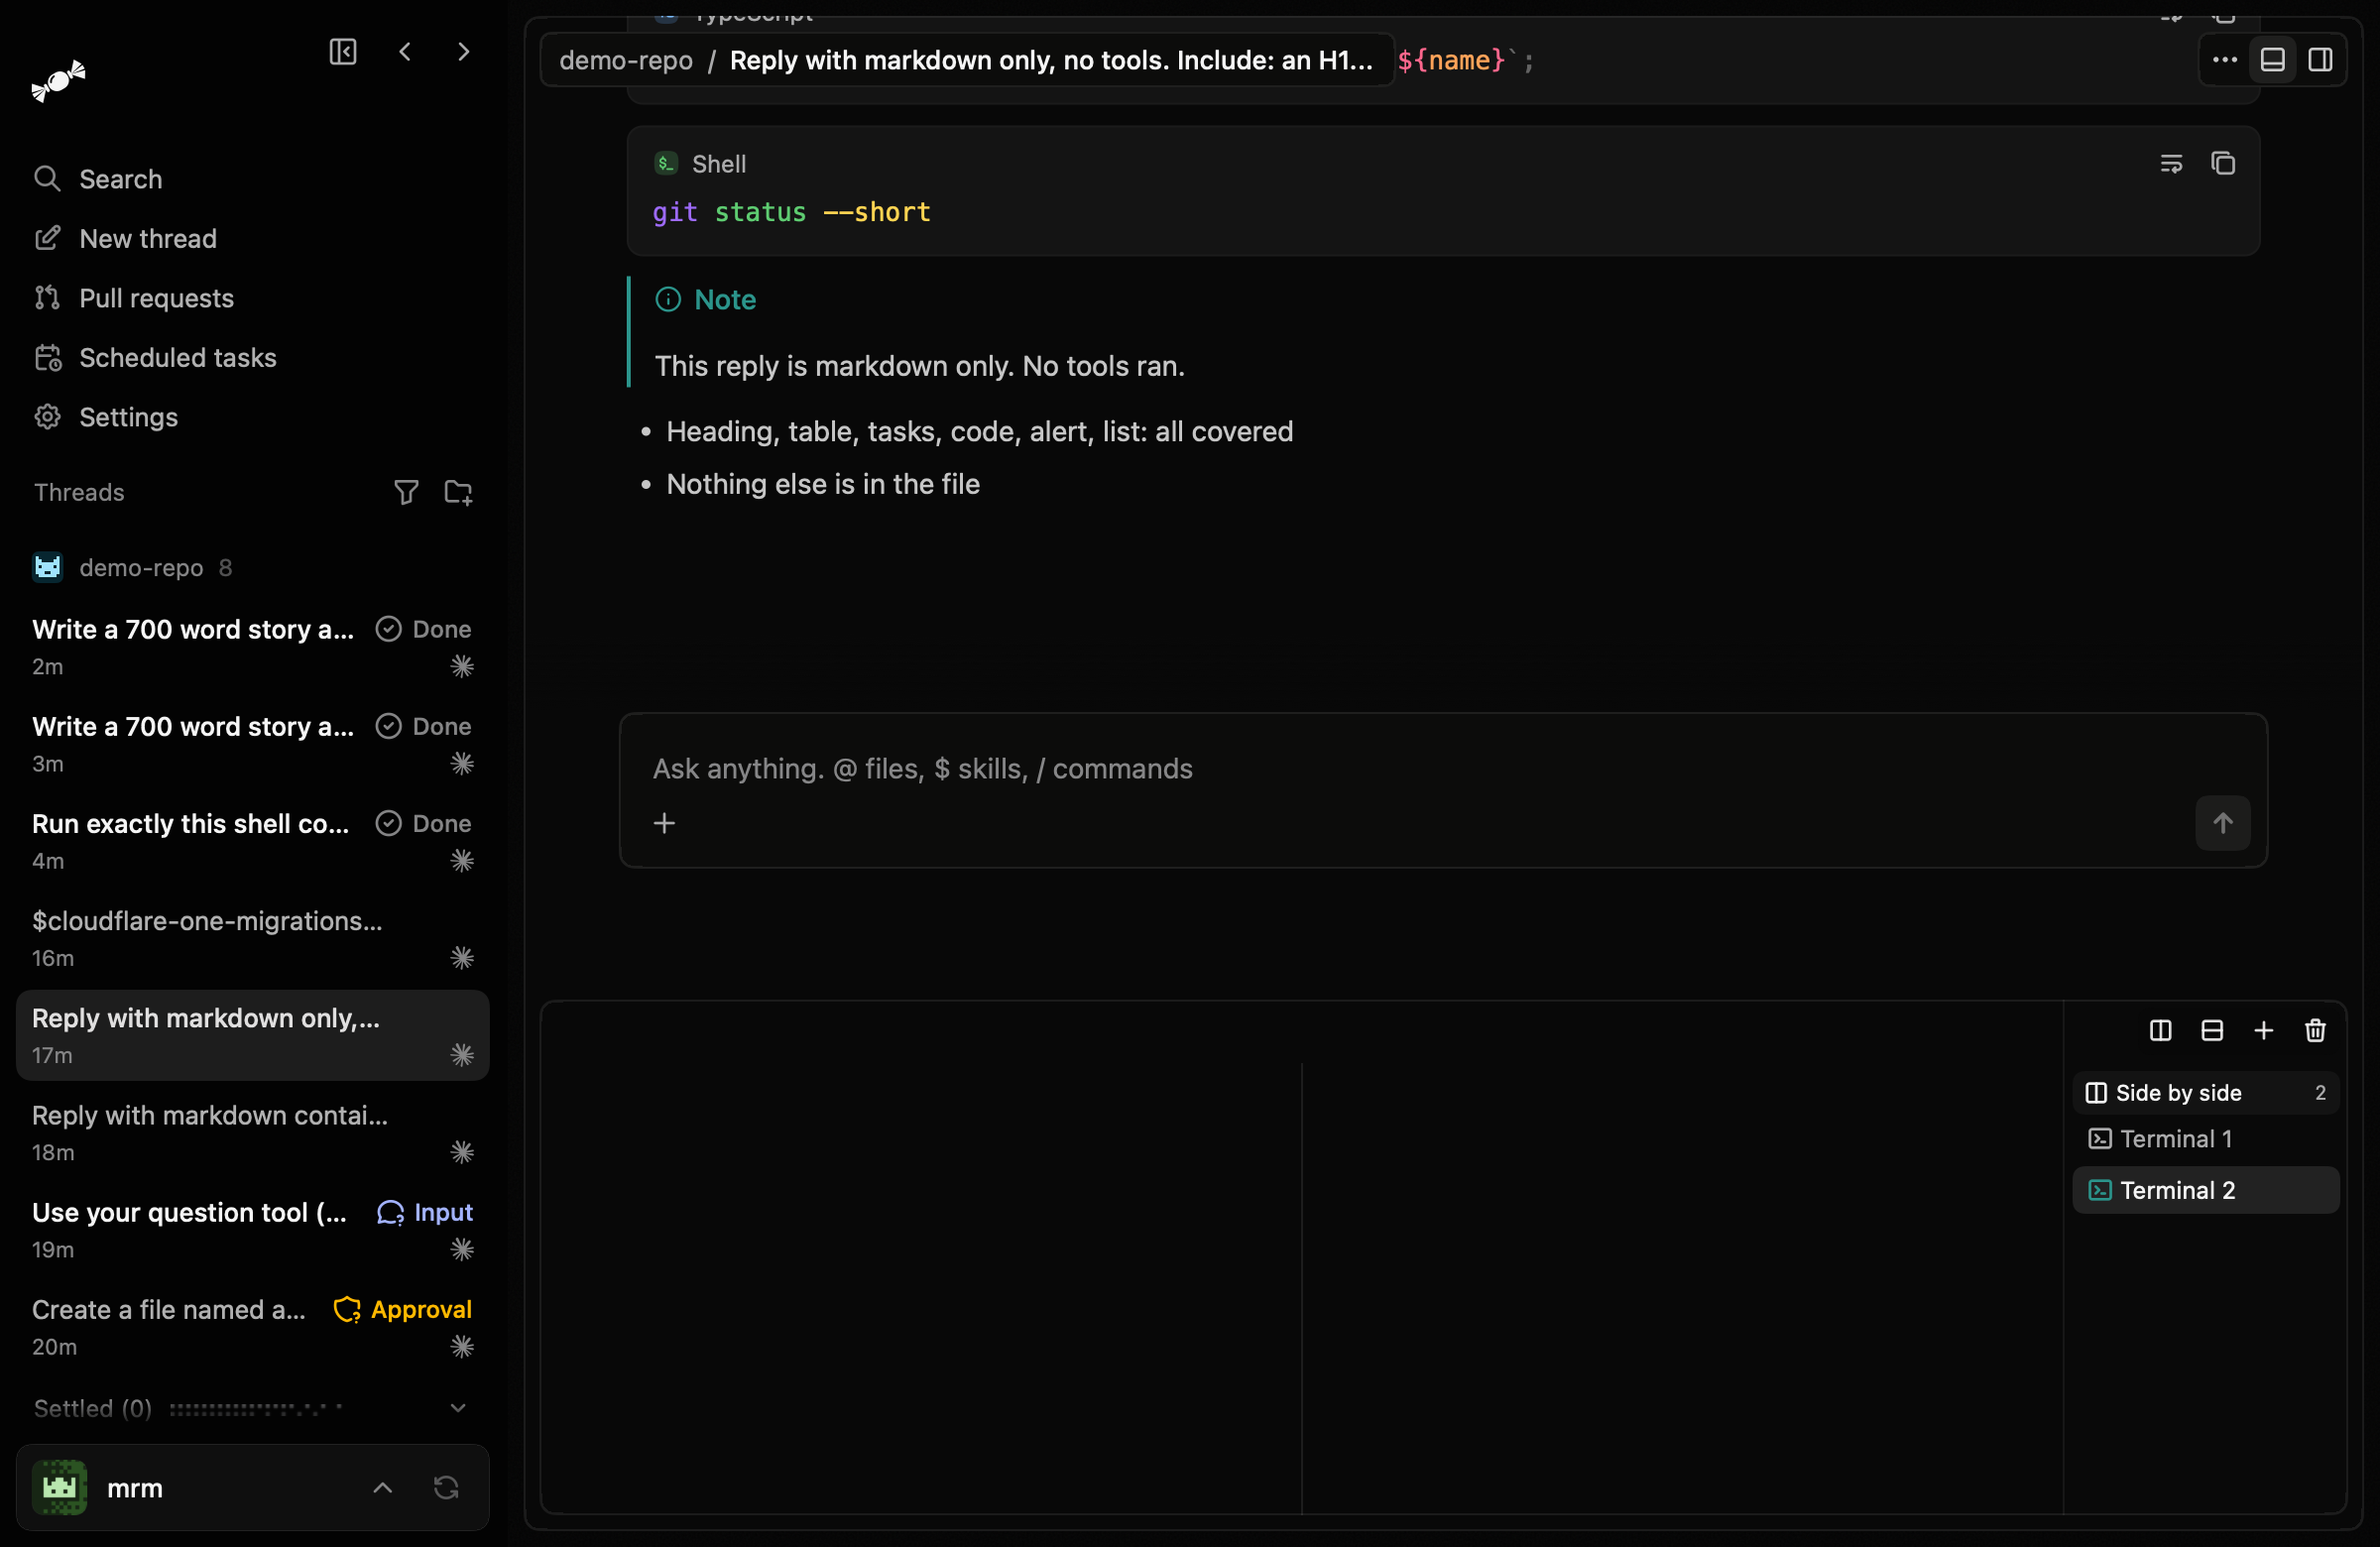 Search
New thread
Pull requests
Scheduled tasks
Settings
Threads
demo-repo 8
Write a 700 word story a... Done
2m
Write a 700 word story a... Done
3m
Run exactly this shell co... Done
4m
$cloudflare-one-migrations...
16m
Reply with markdown only,...
17m
Reply with markdown contai...
18m
Use your question tool (... Input
19m
Create a file named a... Approval
20m
Settled (0)
mrm
TypeScript
demo-repo / Reply with markdown only, no tools. Include: an H1... ${name}`;
$_ Shell
git status --short
Note
This reply is markdown only. No tools ran.
• Heading, table, tasks, code, alert, list: all covered
• Nothing else is in the file
Ask anything. @ files, $ skills, / commands
Side by side 2
Terminal 1
Terminal 2